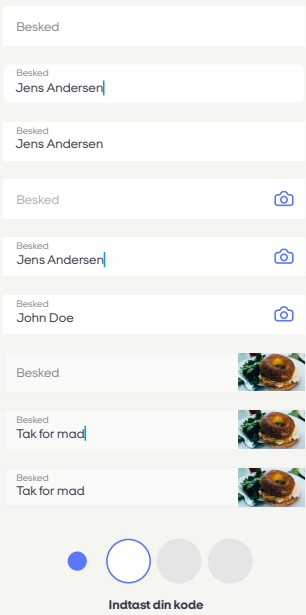 Besked
Besked
Jens Andersen
Besked
Jens Andersen
Besked
Besked
Jens Andersen
Besked
John Doe
Besked
Besked
Tak for mad
Besked
Tak for mad
Indtast din kode